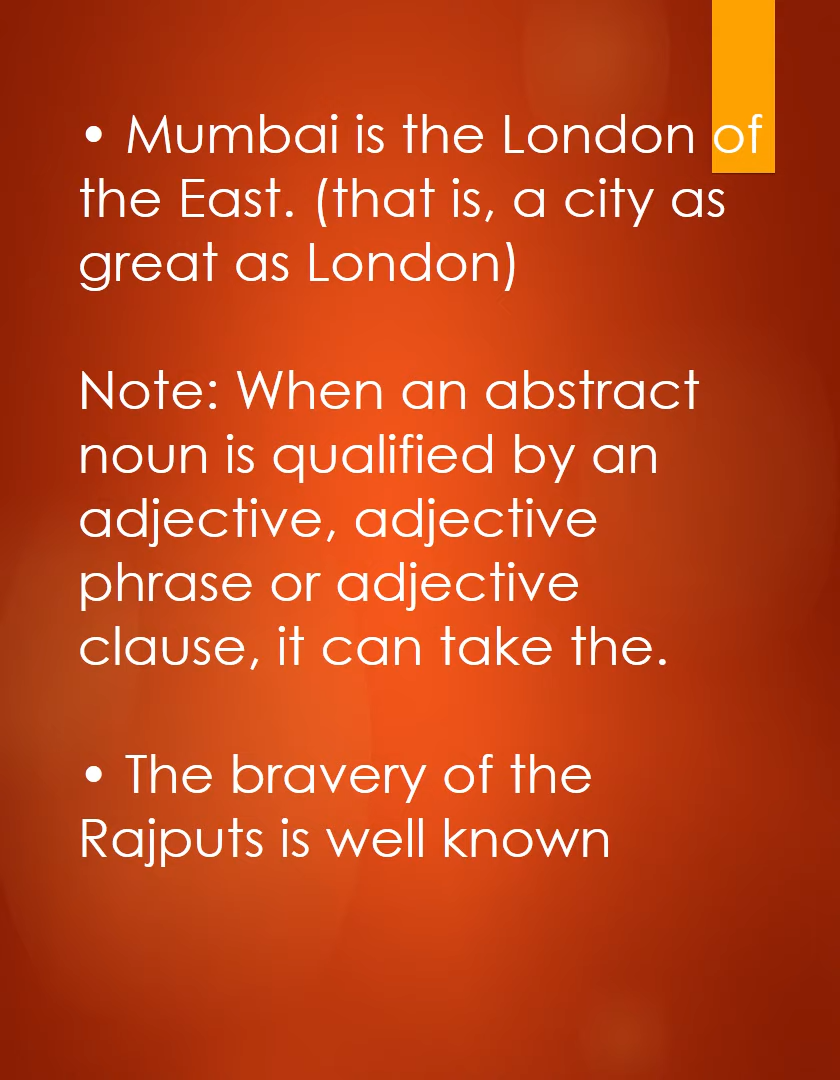 • Mumbai is the London of
the East. (that is, a city as
great as London)
Note: When an abstract
noun is qualified by an
adjective, adjective
phrase or adjective
clause, it can take the.
• The bravery of the
Rajputs is well known